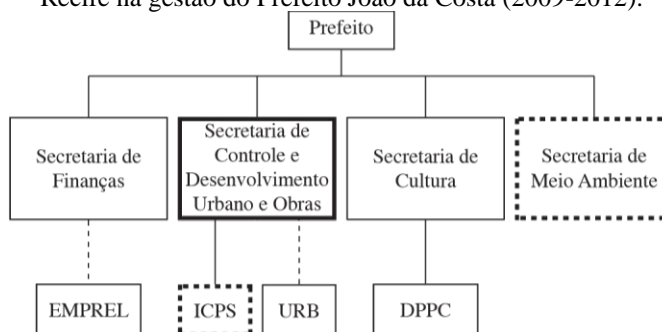 Recife na gestão do Prefeito João da Costa (2009-2012).
Prefeito
Secretaria de
Finanças
Secretaria de
Controle e
Desenvolvimento
Urbano e Obras
Secretaria de
Cultura
Secretaria de
Meio Ambiente
EMPREL
ICPS
URB
DPPC